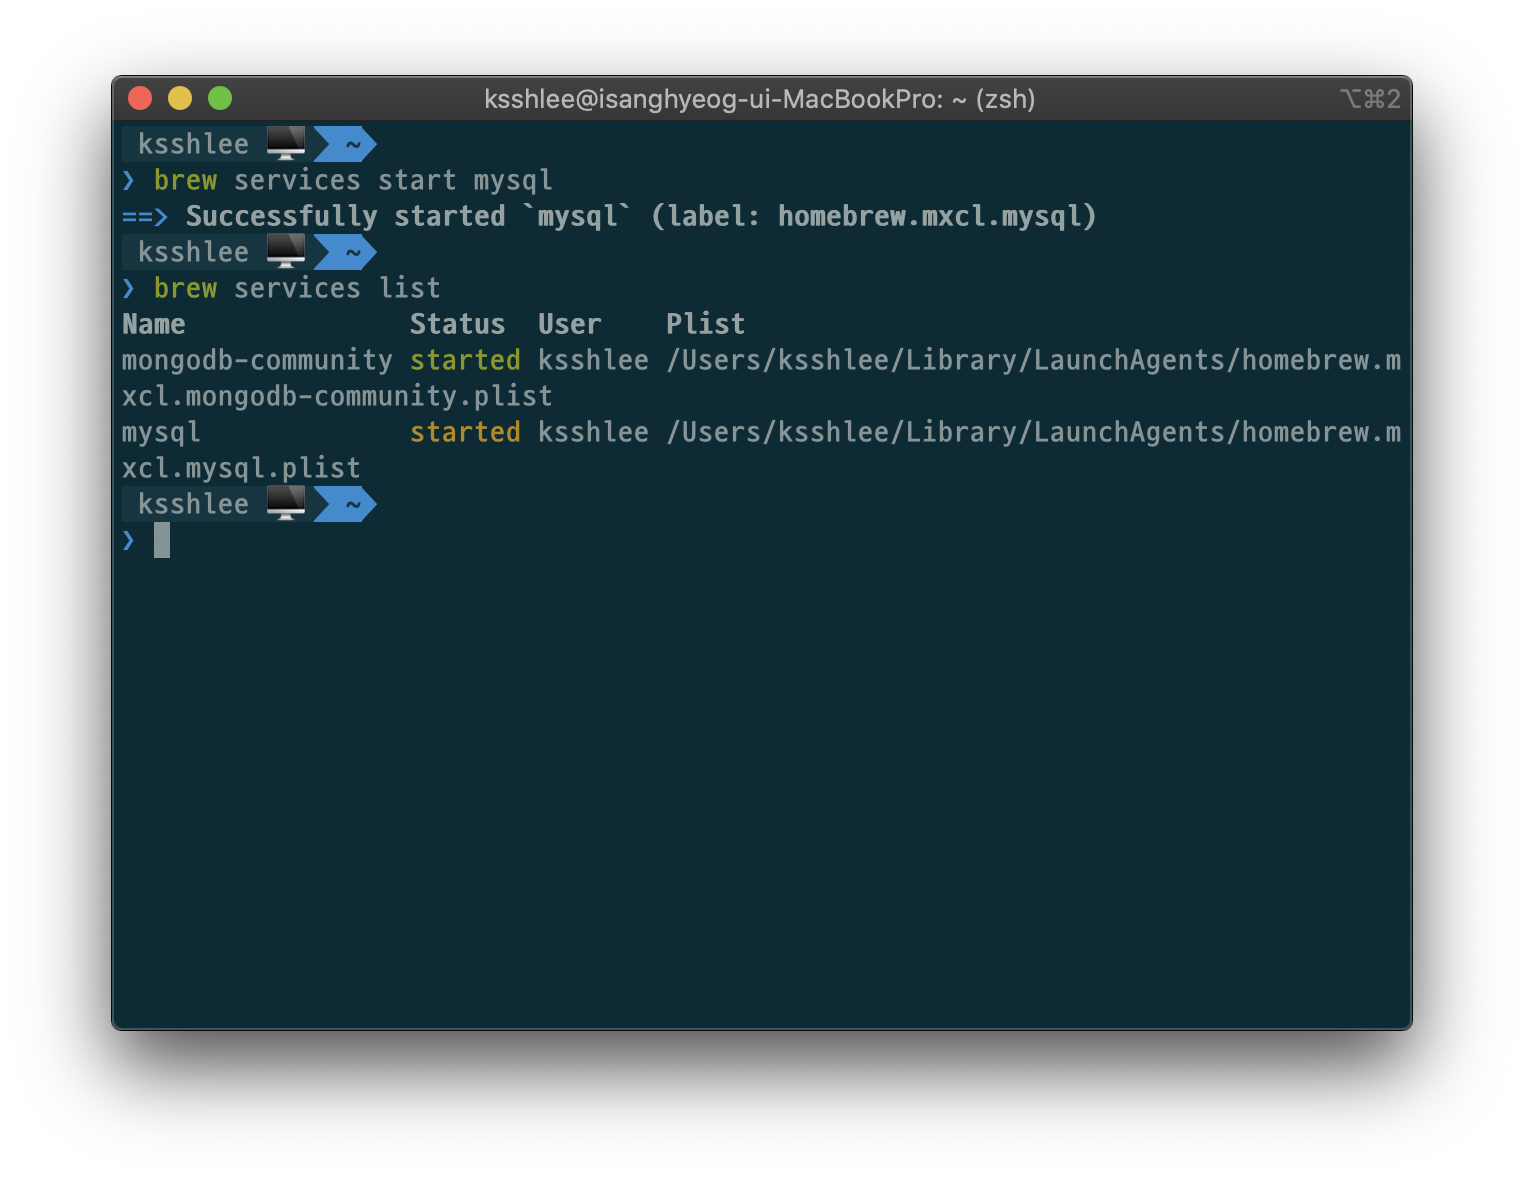 ksshlee@isanghyeog-ui-MacBookPro: ~ (zsh) ⌥⌘2
ksshlee 🖥 ~
❯ brew services start mysql
==> Successfully started `mysql` (label: homebrew.mxcl.mysql)
ksshlee 🖥 ~
❯ brew services list
Name Status User Plist
mongodb-community started ksshlee /Users/ksshlee/Library/LaunchAgents/homebrew.m
xcl.mongodb-community.plist
mysql started ksshlee /Users/ksshlee/Library/LaunchAgents/homebrew.m
xcl.mysql.plist
ksshlee 🖥 ~
❯